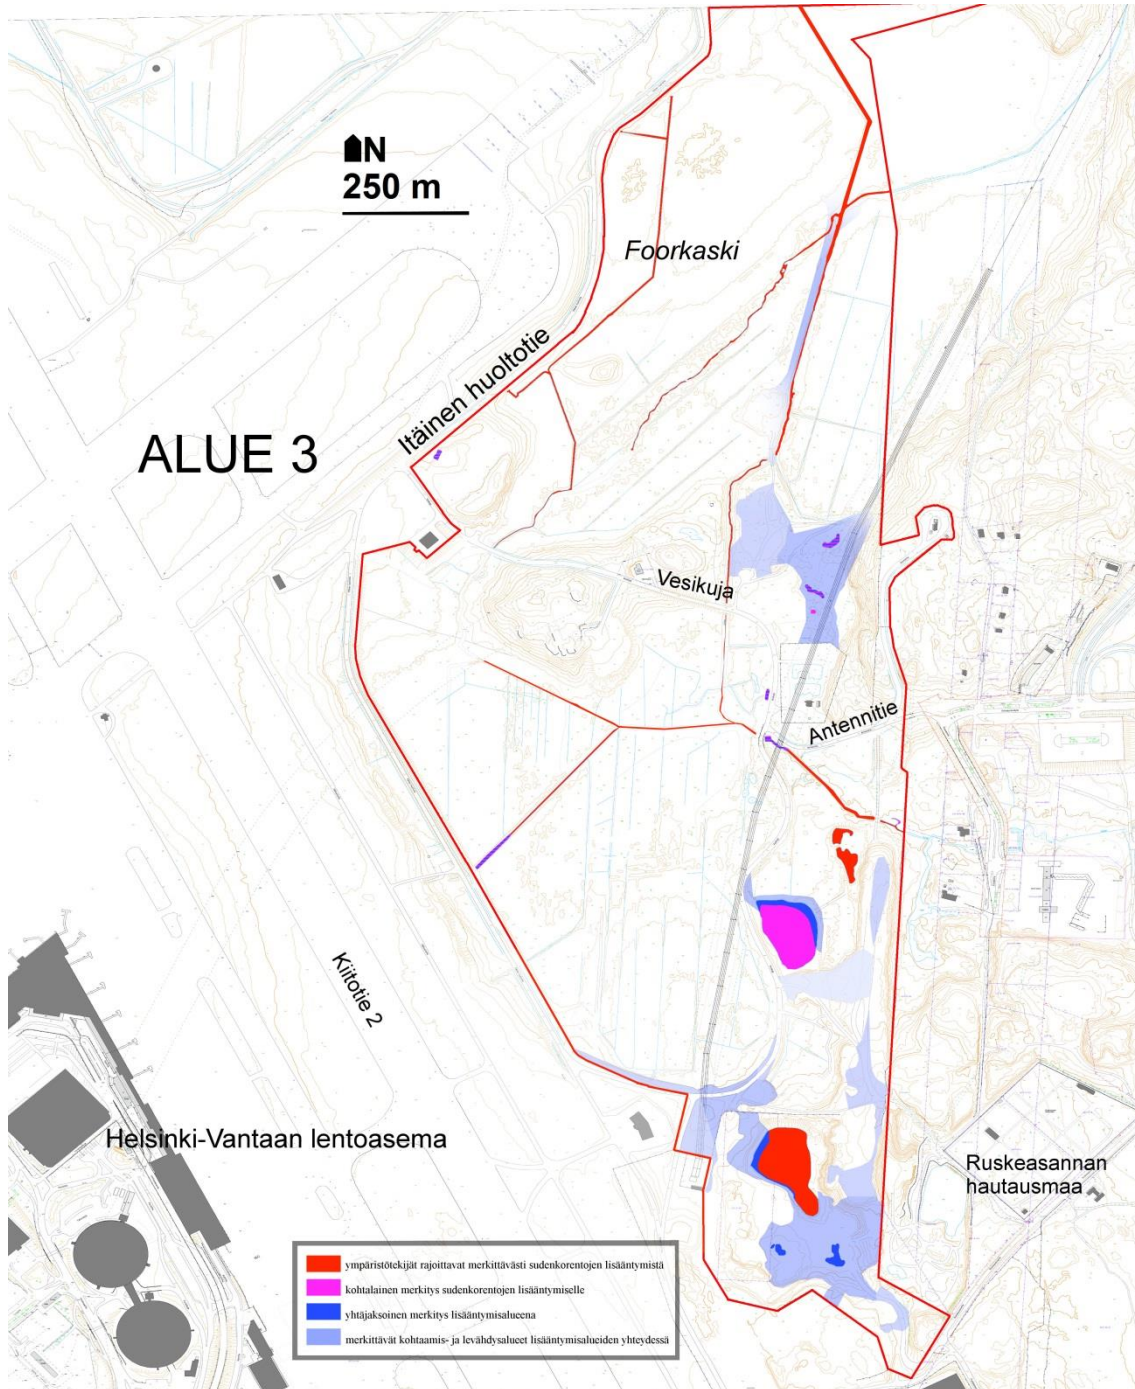 N
250 m
Foorkaski
Itäinen huoltotie
ALUE 3
Vesikuja
Antennitie
Kiitotie 2
Helsinki-Vantaan lentoasema
Ruskeasannan
hautausmaa
ympäristötekijät rajoittavat merkittävästi sudenkorentojen lisääntymistä
kohtalainen merkitys sudenkorentojen lisääntymiselle
yhtäjaksoinen merkitys lisääntymisalueena
merkittävät kohtaamis- ja levähdysalueet lisääntymisalueiden yhteydessä